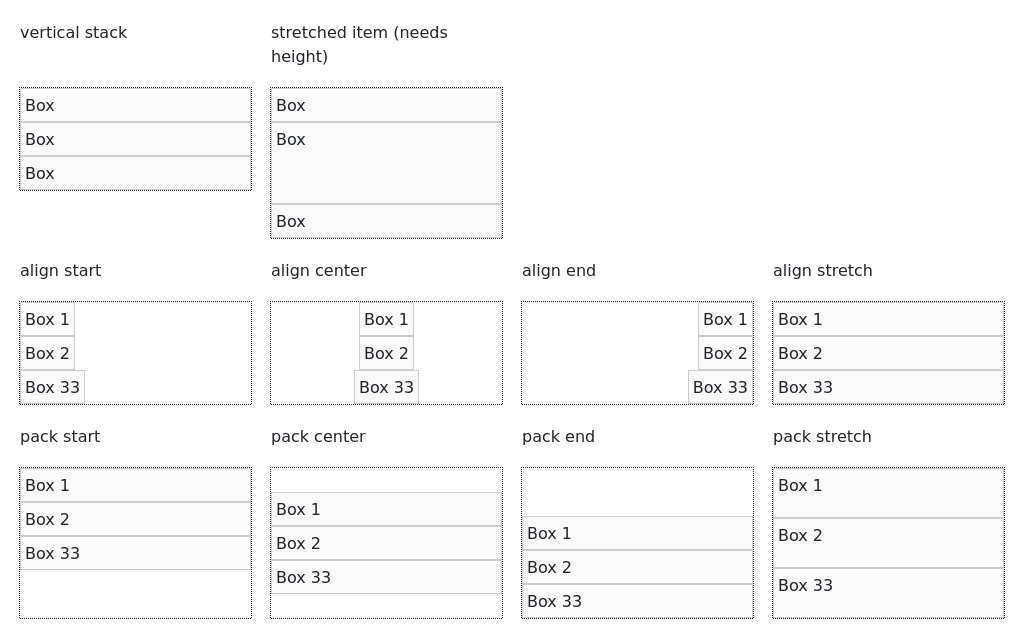 vertical stack
Box
Box
Box
stretched item (needs
height)
Box
Box
Box
align start
Box 1
Box 2
Box 33
align center
Box 1
Box 2
Box 33
align end
Box 1
Box 2
Box 33
align stretch
Box 1
Box 2
Box 33
pack start
Box 1
Box 2
Box 33
pack center
Box 1
Box 2
Box 33
pack end
Box 1
Box 2
Box 33
pack stretch
Box 1
Box 2
Box 33